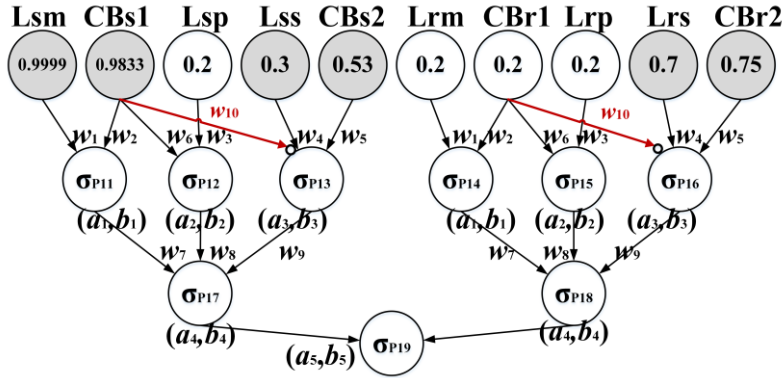 Lsm CBs1 Lsp Lss CBs2 Lrm CBr1 Lrp Lrs CBr2
0.9999 0.9833 0.2 0.3 0.53 0.2 0.2 0.2 0.7 0.75
w10 w10
w1 w2 w6 w3 w4 w5 w1 w2 w6 w3 w4 w5
σP11 σP12 σP13 σP14 σP15 σP16
(a1,b1) (a2,b2) (a3,b3) (a1,b1) (a2,b2) (a3,b3)
w7 w8 w9 w7 w8 w9
σP17 σP18
(a4,b4) (a4,b4)
σP19
(a5,b5)